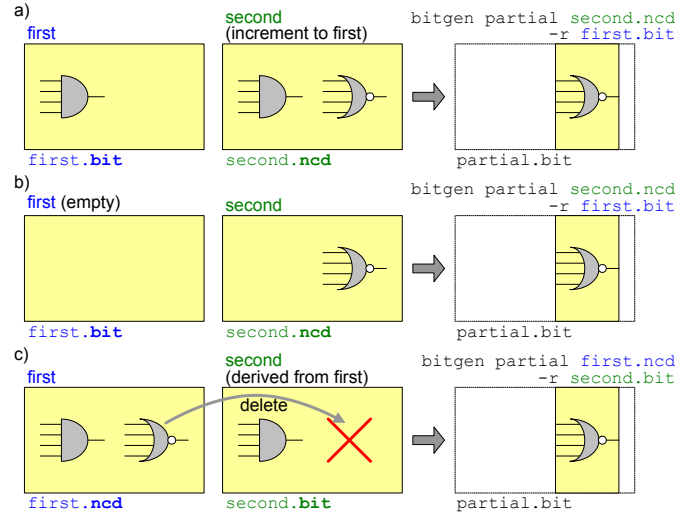 a)
first
second
(increment to first)
bitgen partial second.ncd
-r first.bit
first.bit
second.ncd
partial.bit
b)
first (empty)
second
bitgen partial second.ncd
-r first.bit
first.bit
second.ncd
partial.bit
c)
first
second
(derived from first)
bitgen partial first.ncd
-r second.bit
delete
first.ncd
second.bit
partial.bit